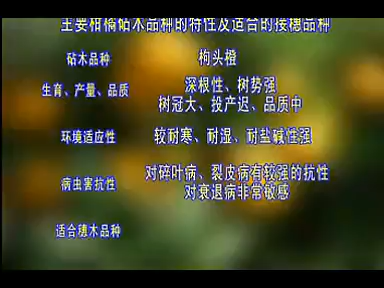 主要柑橘砧木品种的特性及适合的接穗品种
砧木品种 枸头橙
生育、产量、品质 深根性、树势强
树冠大、投产迟、品质中
环境适应性 较耐寒、耐湿、耐盐碱性强
病虫害抗性 对碎叶病、裂皮病有较强的抗性
对衰退病非常敏感
适合穗木品种